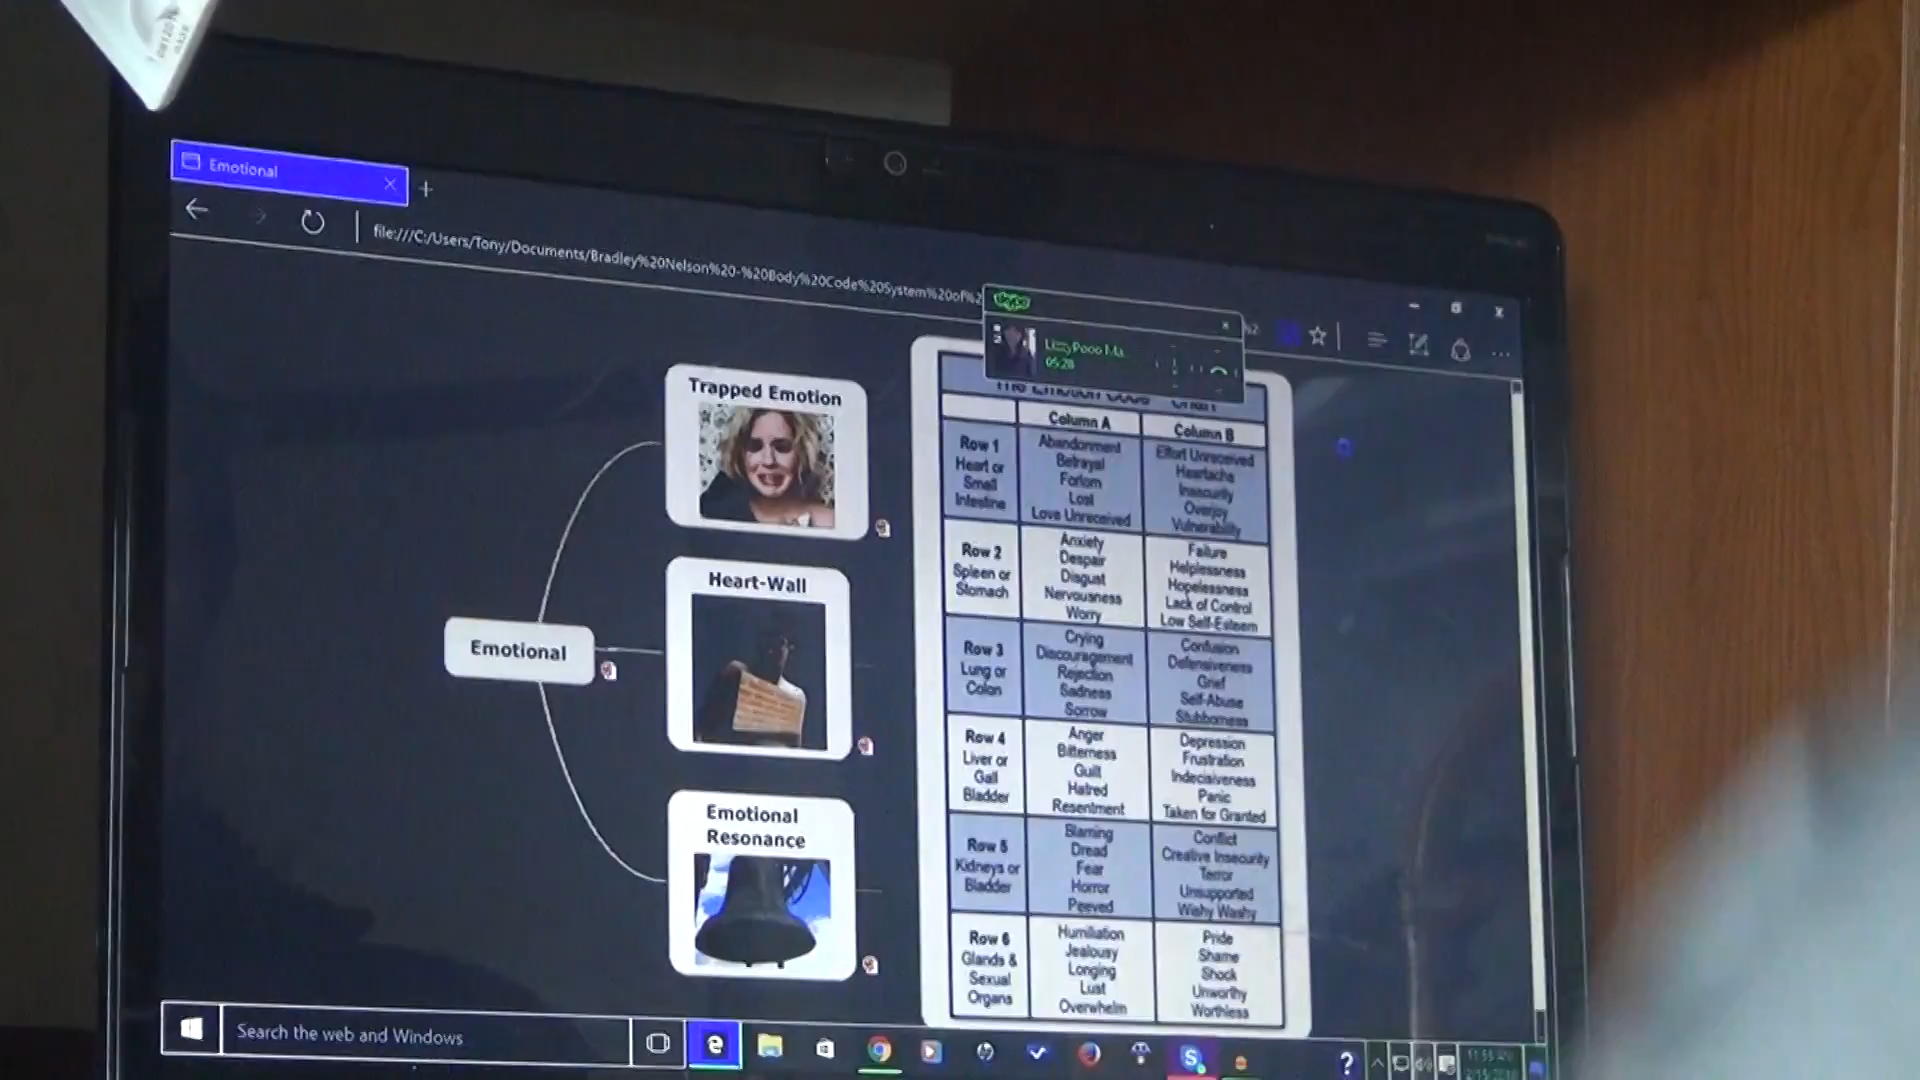 Emotional
file:///C:/Users/Tony/Documents/Bradley%20Nelson%20-%20Body%20Code%20System%20of%2
skype
05:28
Trapped Emotion
Heart-Wall
Emotional
Emotional
Resonance
Column A
Column B
Row 1
Heart or
Small
Intestine
Abandonment
Betrayal
Forlorn
Lost
Love Unreceived
Effort Unreceived
Heartache
Insecurity
Overjoy
Vulnerability
Row 2
Spleen or
Stomach
Anxiety
Despair
Disgust
Nervousness
Worry
Failure
Helplessness
Hopelessness
Lack of Control
Low Self-Esteem
Row 3
Lung or
Colon
Crying
Discouragement
Rejection
Sadness
Sorrow
Confusion
Defensiveness
Grief
Self-Abuse
Stubborness
Row 4
Liver or
Gall
Bladder
Anger
Bitterness
Guilt
Hatred
Resentment
Depression
Frustration
Indecisiveness
Panic
Taken for Granted
Row 5
Kidneys or
Bladder
Blaming
Dread
Fear
Horror
Peeved
Conflict
Creative Insecurity
Terror
Unsupported
Wishy Washy
Row 6
Glands &
Sexual
Organs
Humiliation
Jealousy
Longing
Lust
Overwhelm
Pride
Shame
Shock
Unworthy
Worthless
Search the web and Windows